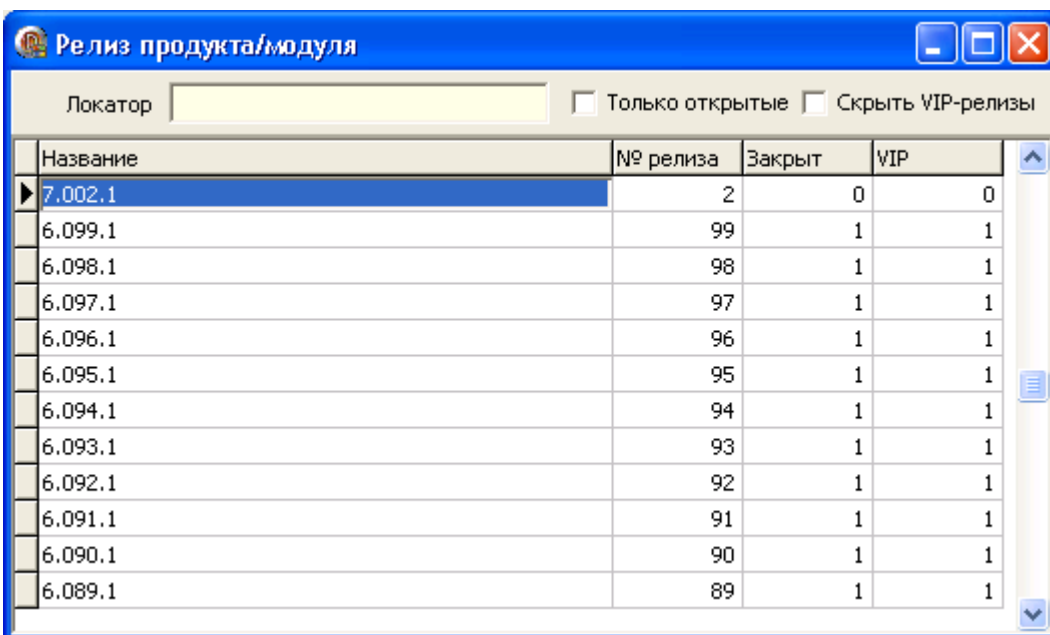 Релиз продукта/модуля
Локатор Только открытые Скрыть VIP-релизы
Название № релиза Закрыт VIP
7.002.1 2 0 0
6.099.1 99 1 1
6.098.1 98 1 1
6.097.1 97 1 1
6.096.1 96 1 1
6.095.1 95 1 1
6.094.1 94 1 1
6.093.1 93 1 1
6.092.1 92 1 1
6.091.1 91 1 1
6.090.1 90 1 1
6.089.1 89 1 1